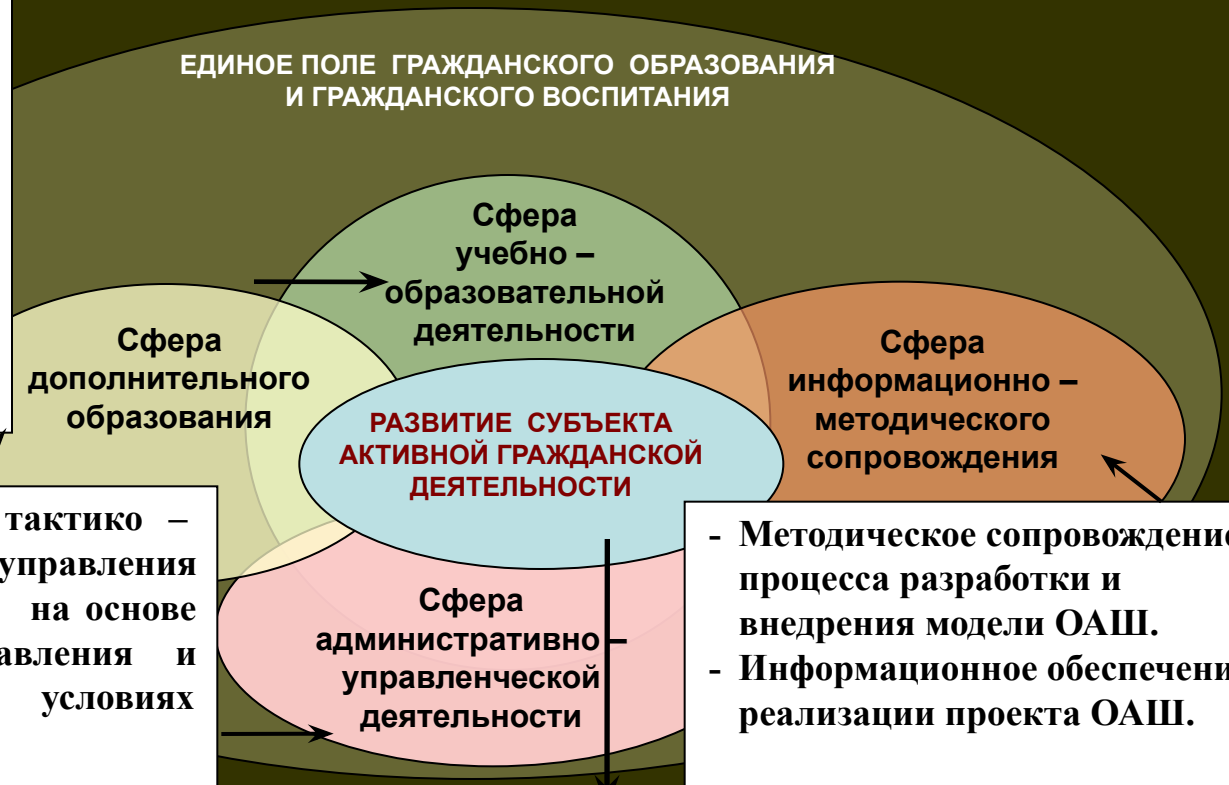 ЕДИНОЕ ПОЛЕ ГРАЖДАНСКОГО ОБРАЗОВАНИЯ
И ГРАЖДАНСКОГО ВОСПИТАНИЯ
Сфера
учебно –
образовательной
деятельности
Сфера
дополнительного
образования
Сфера
информационно –
методического
сопровождения
РАЗВИТИЕ СУБЪЕКТА
АКТИВНОЙ ГРАЖДАНСКОЙ
ДЕЯТЕЛЬНОСТИ
тактико –
управления
на основе
авления и
условиях
Сфера
административно –
управленческой
деятельности
- Методическое сопровождение
процесса разработки и
внедрения модели ОАШ.
- Информационное обеспечени
реализации проекта ОАШ.